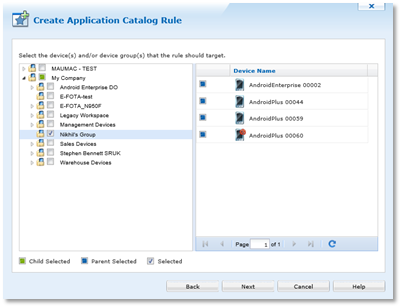 Create Application Catalog Rule
Select the device(s) and/or device group(s) that the rule should target.
MAUMAC - TEST
My Company
Android Enterprise DO
E-FOTA-test
E-FOTA_N950F
Legacy Workspace
Management Devices
Nikhil's Group
Sales Devices
Stephen Bennett SRUK
Warehouse Devices
Device Name
AndroidEnterprise 00002
AndroidPlus 00044
AndroidPlus 00059
AndroidPlus 00060
Page 1 of 1
Child Selected Parent Selected Selected
Back Next Cancel Help